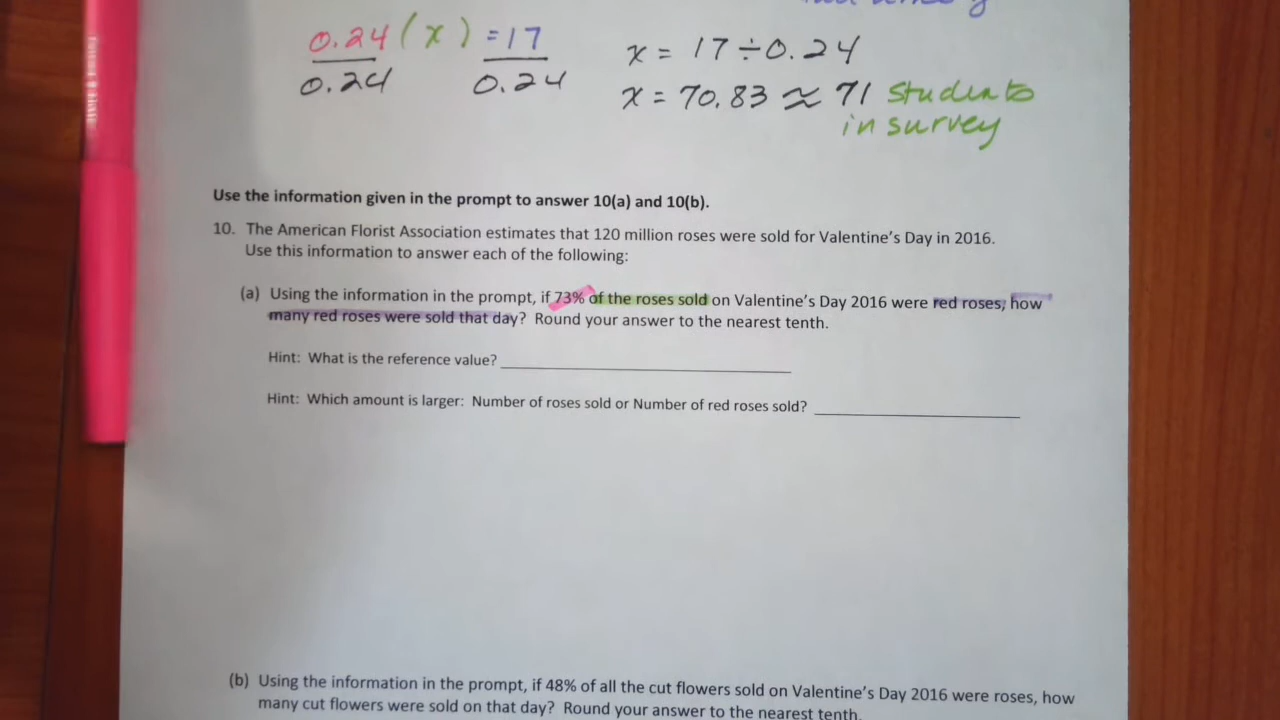 0.24(x) = 17
0.24 0.24
x = 17 ÷ 0.24
x = 70.83 ≈ 71 students
in survey
Use the information given in the prompt to answer 10(a) and 10(b).
10. The American Florist Association estimates that 120 million roses were sold for Valentine's Day in 2016.
Use this information to answer each of the following:
(a) Using the information in the prompt, if 73% of the roses sold on Valentine's Day 2016 were red roses, how
many red roses were sold that day? Round your answer to the nearest tenth.
Hint: What is the reference value?
Hint: Which amount is larger: Number of roses sold or Number of red roses sold?
(b) Using the information in the prompt, if 48% of all the cut flowers sold on Valentine's Day 2016 were roses, how
many cut flowers were sold on that day? Round your answer to the nearest tenth.